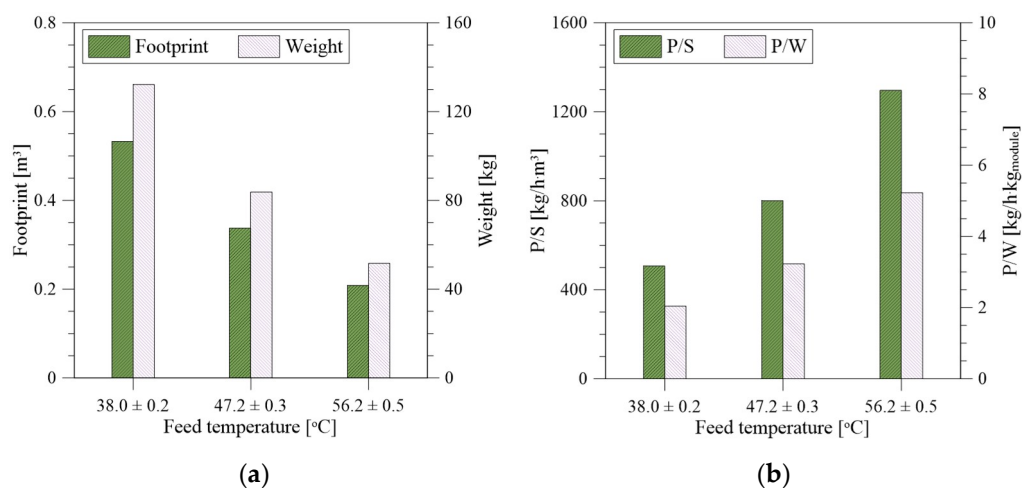 0.8
0.6
0.4
0.2
0
Footprint [m³]
Footprint
Weight
160
120
80
40
0
Weight [kg]
38.0 ± 0.2
47.2 ± 0.3
56.2 ± 0.5
Feed temperature [°C]
(a)
1600
1200
800
400
0
P/S [kg/h·m³]
P/S
P/W
10
8
6
4
2
0
P/W [kg/h·kgmodule]
38.0 ± 0.2
47.2 ± 0.3
56.2 ± 0.5
Feed temperature [°C]
(b)